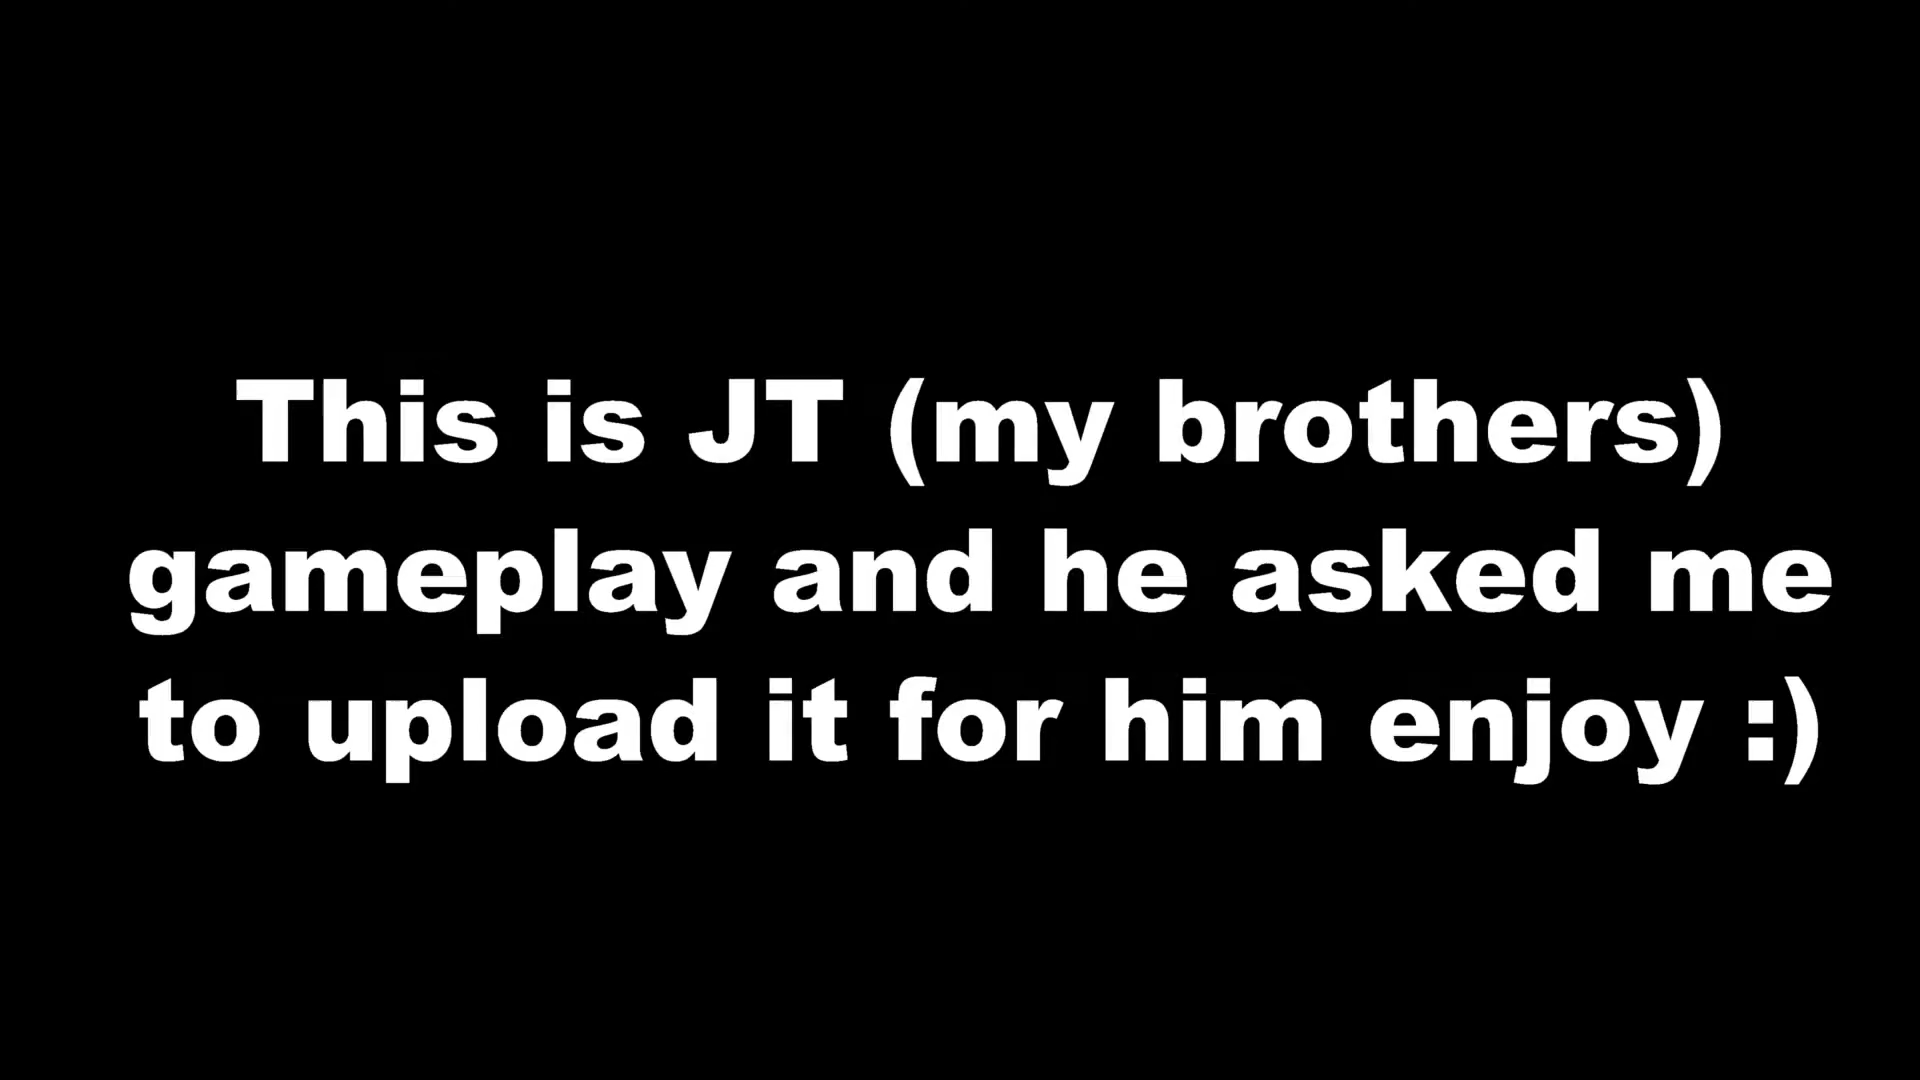 This is JT (my brothers)
gameplay and he asked me
to upload it for him enjoy :)